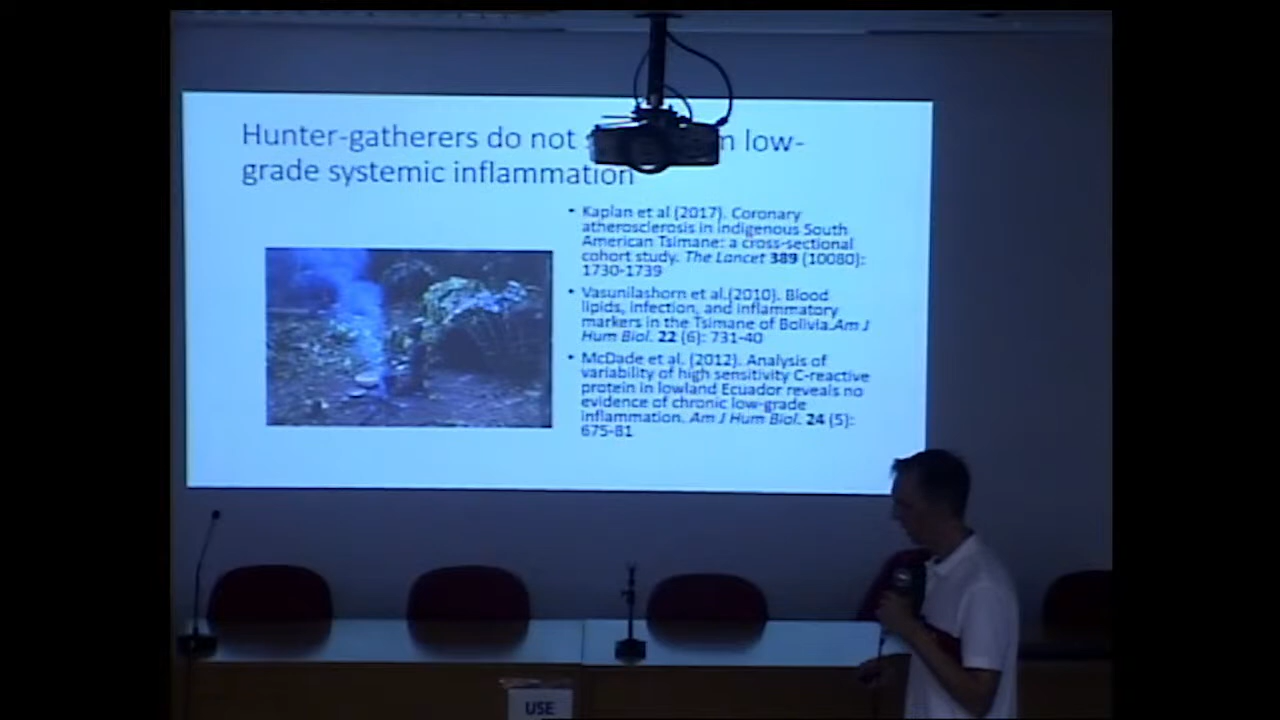 Hunter-gatherers do not low-
grade systemic inflammation
• Kaplan et al (2017). Coronary
atherosclerosis in indigenous South
American Tsimane: a cross-sectional
cohort study. The Lancet 389 (10080):
1730-1739
• Vasunilashorn et al.(2010). Blood
lipids, infection, and inflammatory
markers in the Tsimane of Bolivia.Am J
Hum Biol. 22 (6): 731-40
• McDade et al. (2012). Analysis of
variability of high sensitivity C-reactive
protein in lowland Ecuador reveals no
evidence of chronic low-grade
inflammation. Am J Hum Biol. 24 (5):
675-81
USE